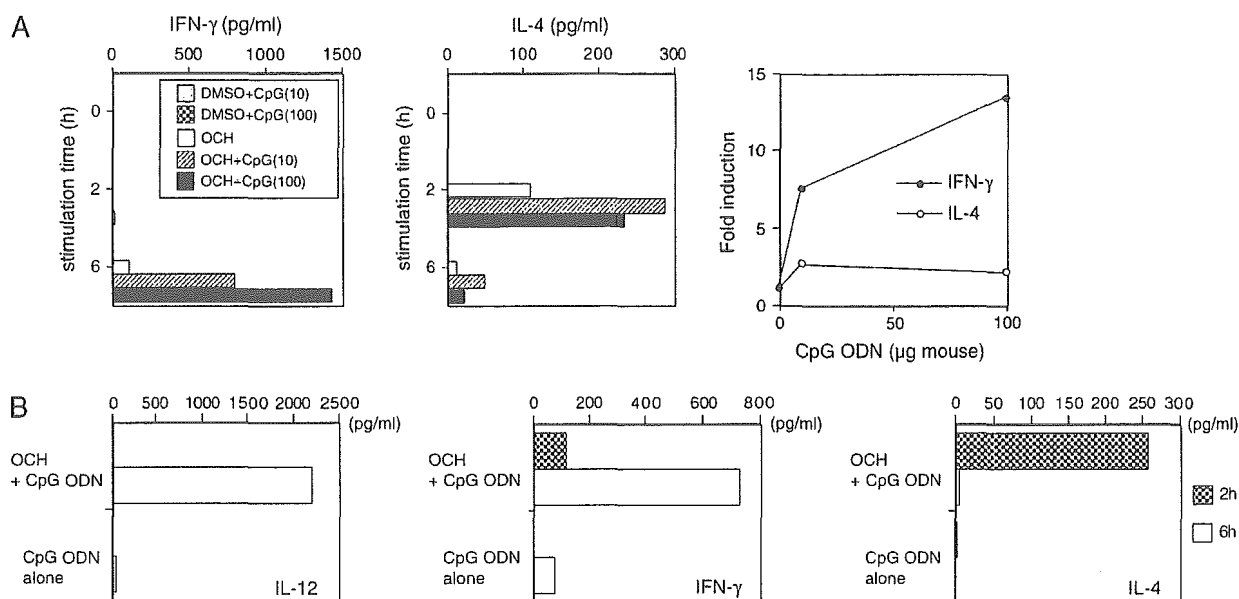 A
IFN-γ (pg/ml)
0 500 1000 1500
stimulation time (h)
0
2
6
DMSO+CpG(10)
DMSO+CpG(100)
OCH
OCH+CpG(10)
OCH+CpG(100)
IL-4 (pg/ml)
0 100 200 300
stimulation time (h)
0
2
6
Fold induction
15
10
5
0
IFN-γ
IL-4
0 50 100
CpG ODN (μg mouse)
B
0 500 1000 1500 2000 2500
(pg/ml)
OCH
+ CpG ODN
CpG ODN
alone
IL-12
0 200 400 600 800
(pg/ml)
OCH
+ CpG ODN
CpG ODN
alone
IFN-γ
0 50 100 150 200 250 300
(pg/ml)
OCH
+ CpG ODN
CpG ODN
alone
IL-4
2h
6h